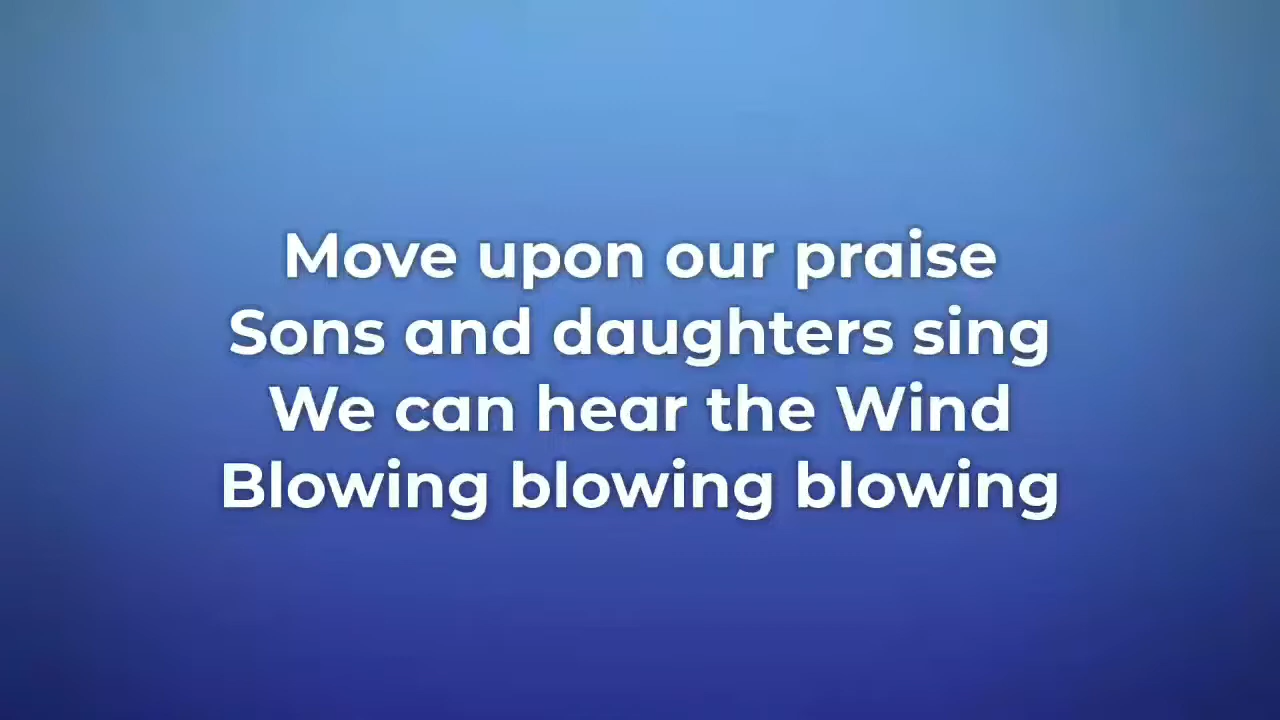 Move upon our praise
Sons and daughters sing
We can hear the Wind
Blowing blowing blowing